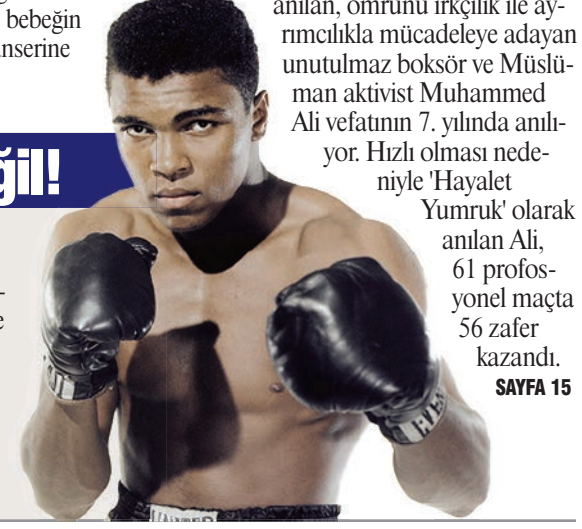 bebeğin
nserine
ğil!
-
e
anılan, ömrünü ırkçılık ile ay-
rımcılıkla mücadeleye adayan
unutulmaz boksör ve Müslü-
man aktivist Muhammed
Ali vefatının 7. yılında anılı-
yor. Hızlı olması nede-
niyle 'Hayalet
Yumruk' olarak
anılan Ali,
61 profos-
yonel maçta
56 zafer
kazandı.
SAYFA 15